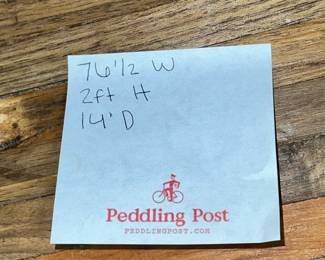 76 1/2 W
2ft H
14" D
Peddling Post
PEDDLINGPOST.COM